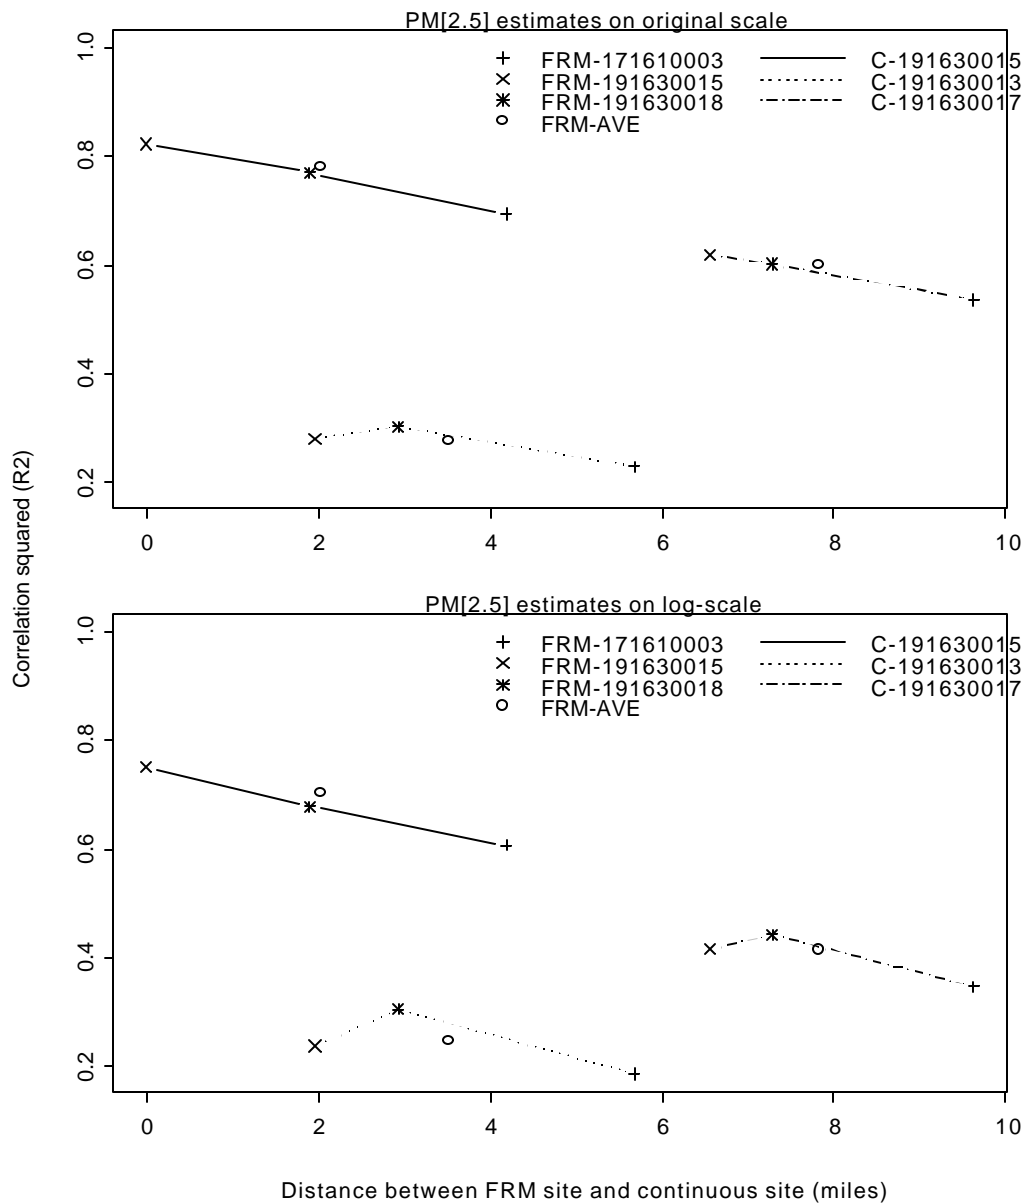 PM[2.5] estimates on original scale
FRM-171610003 C-191630015
FRM-191630015 C-191630013
FRM-191630018 C-191630017
FRM-AVE
1.0
0.8
0.6
0.4
0.2
0 2 4 6 8 10
Correlation squared (R2)
PM[2.5] estimates on log-scale
FRM-171610003 C-191630015
FRM-191630015 C-191630013
FRM-191630018 C-191630017
FRM-AVE
1.0
0.8
0.6
0.4
0.2
0 2 4 6 8 10
Distance between FRM site and continuous site (miles)